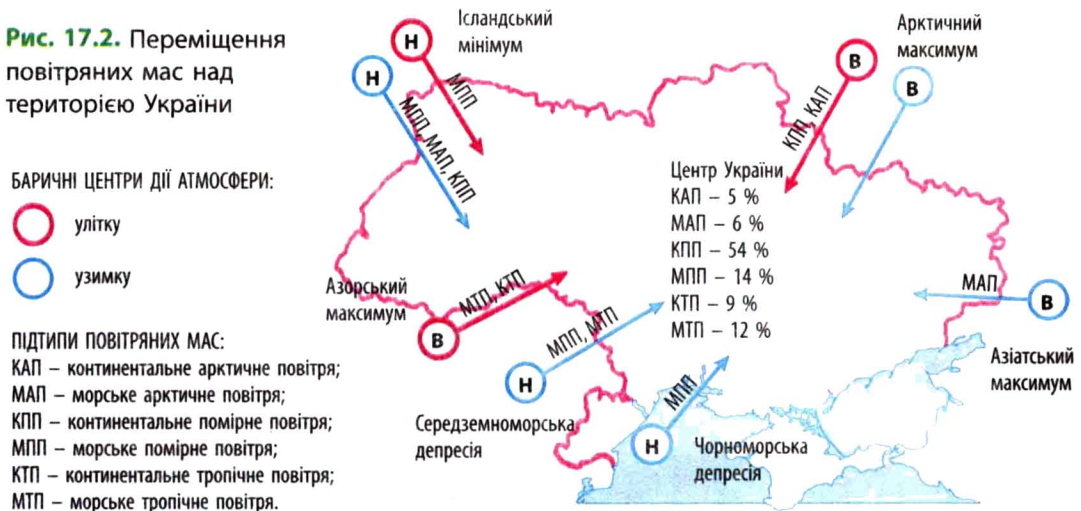 Рис. 17.2. Переміщення
повітряних мас над
територією України
БАРИЧНІ ЦЕНТРИ ДІЇ АТМОСФЕРИ:
улітку
узимку
ПІДТИПИ ПОВІТРЯНИХ МАС:
КАП – континентальне арктичне повітря;
МАП – морське арктичне повітря;
КПП – континентальне помірне повітря;
МПП – морське помірне повітря;
КТП – континентальне тропічне повітря;
МТП – морське тропічне повітря.
Н
Ісландський
мінімум
МПП
Н
МПП, МАП, КПП
Арктичний
максимум
В
КПП, КАП
В
Центр України
КАП – 5 %
МАП – 6 %
КПП – 54 %
МПП – 14 %
КТП – 9 %
МТП – 12 %
Азорський
максимум
В
МТП, КТП
МАП
В
Азіатський
максимум
Н
МПП, МТП
Середземноморська
депресія
Н
МПП
Чорноморська
депресія